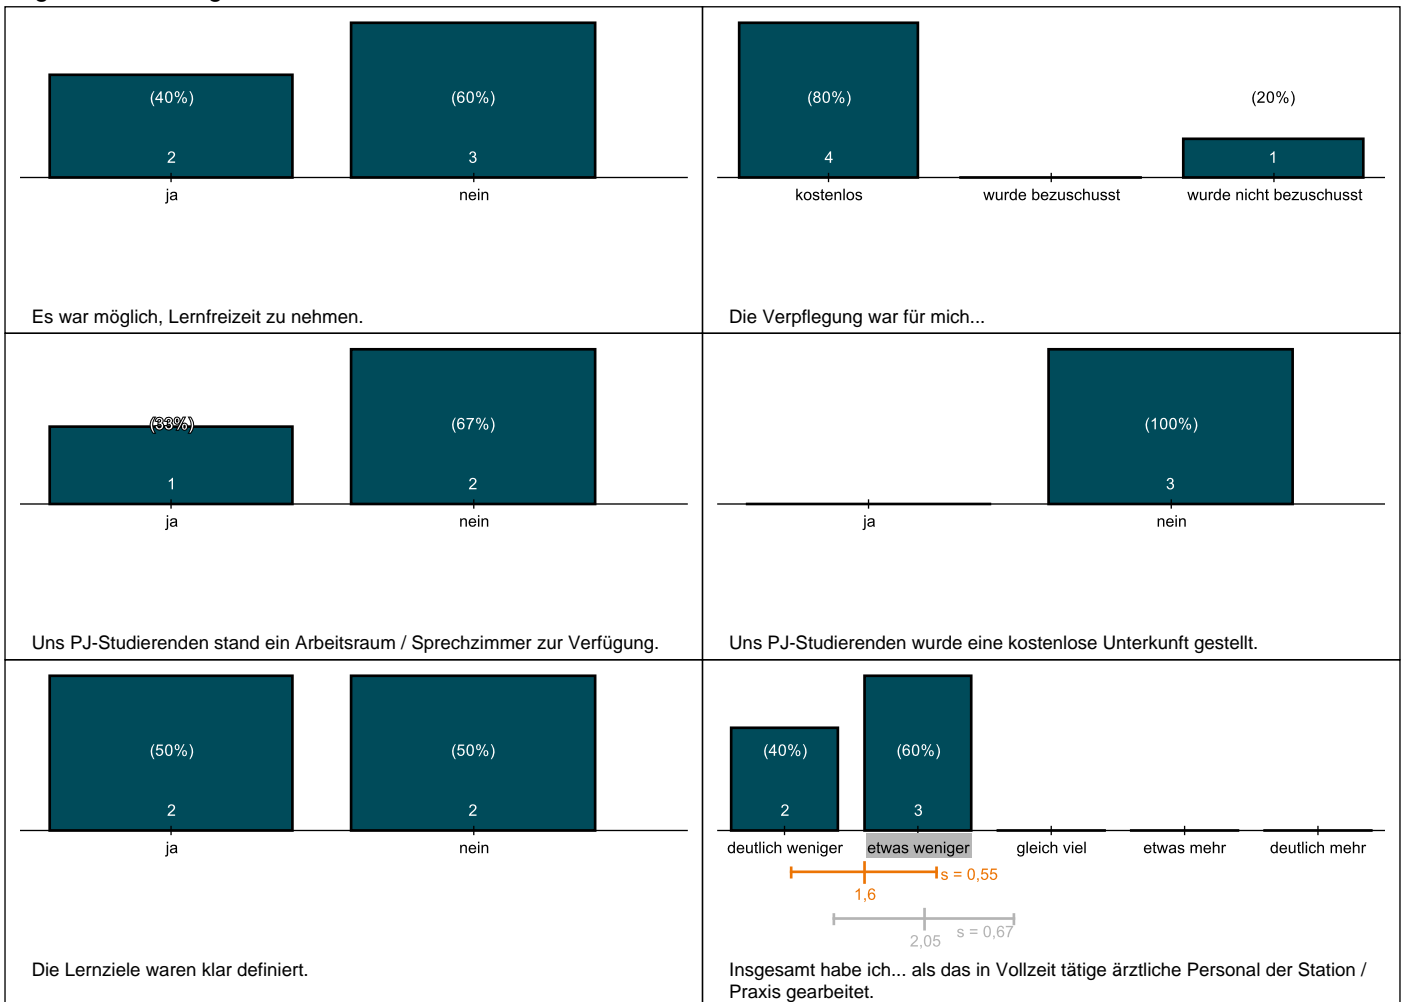 (40%)
(60%)
2
3
ja
nein
Es war möglich, Lernfreizeit zu nehmen.
(80%)
(20%)
4
1
kostenlos
wurde bezuschusst
wurde nicht bezuschusst
Die Verpflegung war für mich...
(33%)
(67%)
1
2
ja
nein
Uns PJ-Studierenden stand ein Arbeitsraum / Sprechzimmer zur Verfügung.
(100%)
3
ja
nein
Uns PJ-Studierenden wurde eine kostenlose Unterkunft gestellt.
(50%)
(50%)
2
2
ja
nein
Die Lernziele waren klar definiert.
(40%)
(60%)
2
3
deutlich weniger
etwas weniger
gleich viel
etwas mehr
deutlich mehr
s = 0,55
1,6
s = 0,67
2,05
Insgesamt habe ich... als das in Vollzeit tätige ärztliche Personal der Station /
Praxis gearbeitet.